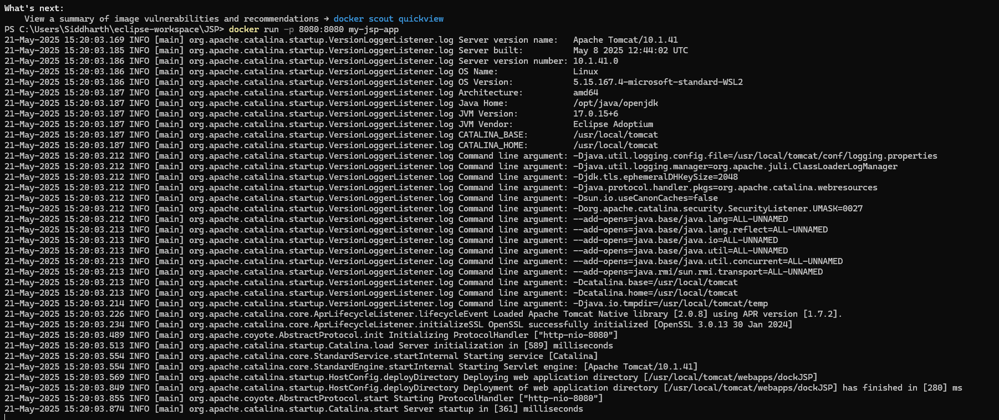 What's next:
    View a summary of image vulnerabilities and recommendations → docker scout quickview
PS C:\Users\Siddharth\eclipse-workspace\JSP> docker run -p 8080:8080 my-jsp-app
21-May-2025 15:20:03.169 INFO [main] org.apache.catalina.startup.VersionLoggerListener.log Server version name:   Apache Tomcat/10.1.41
21-May-2025 15:20:03.185 INFO [main] org.apache.catalina.startup.VersionLoggerListener.log Server built:          May 8 2025 12:44:02 UTC
21-May-2025 15:20:03.186 INFO [main] org.apache.catalina.startup.VersionLoggerListener.log Server version number: 10.1.41.0
21-May-2025 15:20:03.186 INFO [main] org.apache.catalina.startup.VersionLoggerListener.log OS Name:               Linux
21-May-2025 15:20:03.186 INFO [main] org.apache.catalina.startup.VersionLoggerListener.log OS Version:            5.15.167.4-microsoft-standard-WSL2
21-May-2025 15:20:03.187 INFO [main] org.apache.catalina.startup.VersionLoggerListener.log Architecture:          amd64
21-May-2025 15:20:03.187 INFO [main] org.apache.catalina.startup.VersionLoggerListener.log Java Home:             /opt/java/openjdk
21-May-2025 15:20:03.187 INFO [main] org.apache.catalina.startup.VersionLoggerListener.log JVM Version:           17.0.15+6
21-May-2025 15:20:03.187 INFO [main] org.apache.catalina.startup.VersionLoggerListener.log JVM Vendor:            Eclipse Adoptium
21-May-2025 15:20:03.187 INFO [main] org.apache.catalina.startup.VersionLoggerListener.log CATALINA_BASE:         /usr/local/tomcat
21-May-2025 15:20:03.187 INFO [main] org.apache.catalina.startup.VersionLoggerListener.log CATALINA_HOME:         /usr/local/tomcat
21-May-2025 15:20:03.212 INFO [main] org.apache.catalina.startup.VersionLoggerListener.log Command line argument: -Djava.util.logging.config.file=/usr/local/tomcat/conf/logging.properties
21-May-2025 15:20:03.212 INFO [main] org.apache.catalina.startup.VersionLoggerListener.log Command line argument: -Djava.util.logging.manager=org.apache.juli.ClassLoaderLogManager
21-May-2025 15:20:03.212 INFO [main] org.apache.catalina.startup.VersionLoggerListener.log Command line argument: -Djdk.tls.ephemeralDHKeySize=2048
21-May-2025 15:20:03.212 INFO [main] org.apache.catalina.startup.VersionLoggerListener.log Command line argument: -Djava.protocol.handler.pkgs=org.apache.catalina.webresources
21-May-2025 15:20:03.212 INFO [main] org.apache.catalina.startup.VersionLoggerListener.log Command line argument: -Dsun.io.useCanonCaches=false
21-May-2025 15:20:03.212 INFO [main] org.apache.catalina.startup.VersionLoggerListener.log Command line argument: -Dorg.apache.catalina.security.SecurityListener.UMASK=0027
21-May-2025 15:20:03.212 INFO [main] org.apache.catalina.startup.VersionLoggerListener.log Command line argument: --add-opens=java.base/java.lang=ALL-UNNAMED
21-May-2025 15:20:03.213 INFO [main] org.apache.catalina.startup.VersionLoggerListener.log Command line argument: --add-opens=java.base/java.lang.reflect=ALL-UNNAMED
21-May-2025 15:20:03.213 INFO [main] org.apache.catalina.startup.VersionLoggerListener.log Command line argument: --add-opens=java.base/java.io=ALL-UNNAMED
21-May-2025 15:20:03.213 INFO [main] org.apache.catalina.startup.VersionLoggerListener.log Command line argument: --add-opens=java.base/java.util=ALL-UNNAMED
21-May-2025 15:20:03.213 INFO [main] org.apache.catalina.startup.VersionLoggerListener.log Command line argument: --add-opens=java.base/java.util.concurrent=ALL-UNNAMED
21-May-2025 15:20:03.213 INFO [main] org.apache.catalina.startup.VersionLoggerListener.log Command line argument: --add-opens=java.rmi/sun.rmi.transport=ALL-UNNAMED
21-May-2025 15:20:03.213 INFO [main] org.apache.catalina.startup.VersionLoggerListener.log Command line argument: -Dcatalina.base=/usr/local/tomcat
21-May-2025 15:20:03.213 INFO [main] org.apache.catalina.startup.VersionLoggerListener.log Command line argument: -Dcatalina.home=/usr/local/tomcat
21-May-2025 15:20:03.214 INFO [main] org.apache.catalina.startup.VersionLoggerListener.log Command line argument: -Djava.io.tmpdir=/usr/local/tomcat/temp
21-May-2025 15:20:03.226 INFO [main] org.apache.catalina.core.AprLifecycleListener.lifecycleEvent Loaded Apache Tomcat Native library [2.0.8] using APR version [1.7.2].
21-May-2025 15:20:03.234 INFO [main] org.apache.catalina.core.AprLifecycleListener.initializeSSL OpenSSL successfully initialized [OpenSSL 3.0.13 30 Jan 2024]
21-May-2025 15:20:03.489 INFO [main] org.apache.coyote.AbstractProtocol.init Initializing ProtocolHandler ["http-nio-8080"]
21-May-2025 15:20:03.513 INFO [main] org.apache.catalina.startup.Catalina.load Server initialization in [589] milliseconds
21-May-2025 15:20:03.554 INFO [main] org.apache.catalina.core.StandardService.startInternal Starting service [Catalina]
21-May-2025 15:20:03.554 INFO [main] org.apache.catalina.core.StandardEngine.startInternal Starting Servlet engine: [Apache Tomcat/10.1.41]
21-May-2025 15:20:03.569 INFO [main] org.apache.catalina.startup.HostConfig.deployDirectory Deploying web application directory [/usr/local/tomcat/webapps/dockJSP]
21-May-2025 15:20:03.849 INFO [main] org.apache.catalina.startup.HostConfig.deployDirectory Deployment of web application directory [/usr/local/tomcat/webapps/dockJSP] has finished in [280] ms
21-May-2025 15:20:03.855 INFO [main] org.apache.coyote.AbstractProtocol.start Starting ProtocolHandler ["http-nio-8080"]
21-May-2025 15:20:03.874 INFO [main] org.apache.catalina.startup.Catalina.start Server startup in [361] milliseconds